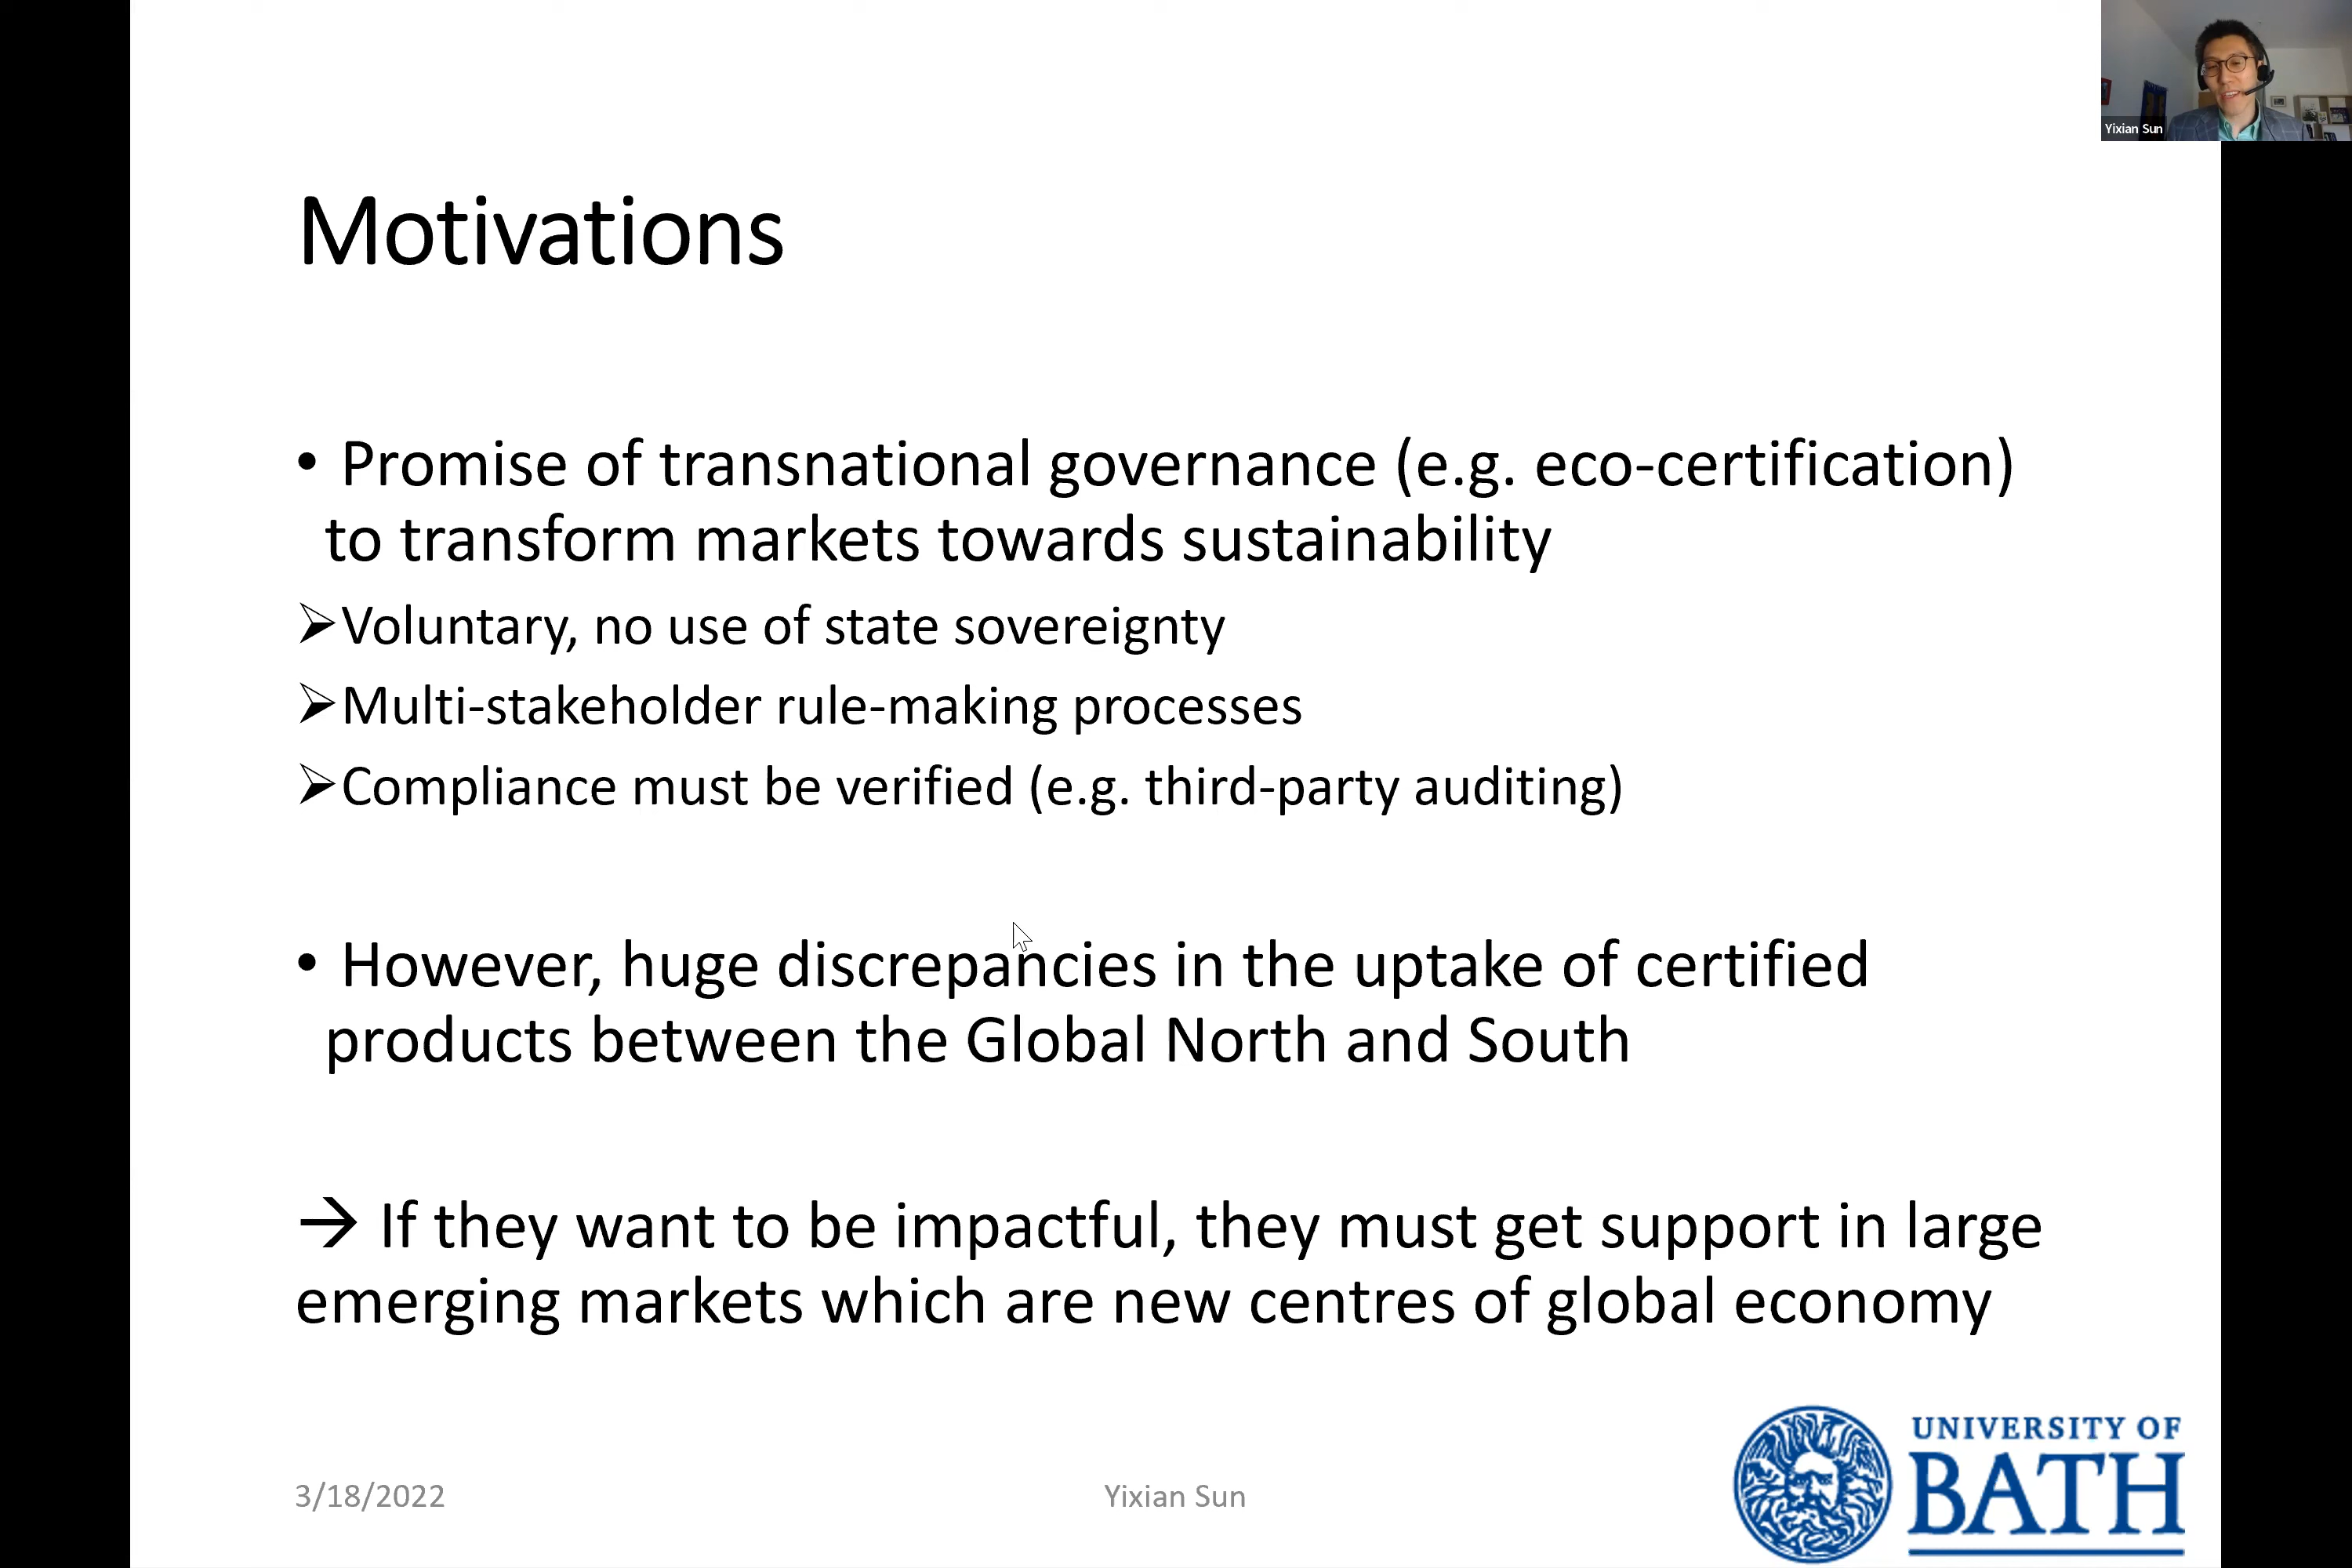 Yixian Sun
Motivations
• Promise of transnational governance (e.g. eco-certification)
to transform markets towards sustainability
➢Voluntary, no use of state sovereignty
➢Multi-stakeholder rule-making processes
➢Compliance must be verified (e.g. third-party auditing)
• However, huge discrepancies in the uptake of certified
products between the Global North and South
→ If they want to be impactful, they must get support in large
emerging markets which are new centres of global economy
3/18/2022
Yixian Sun
UNIVERSITY OF
BATH